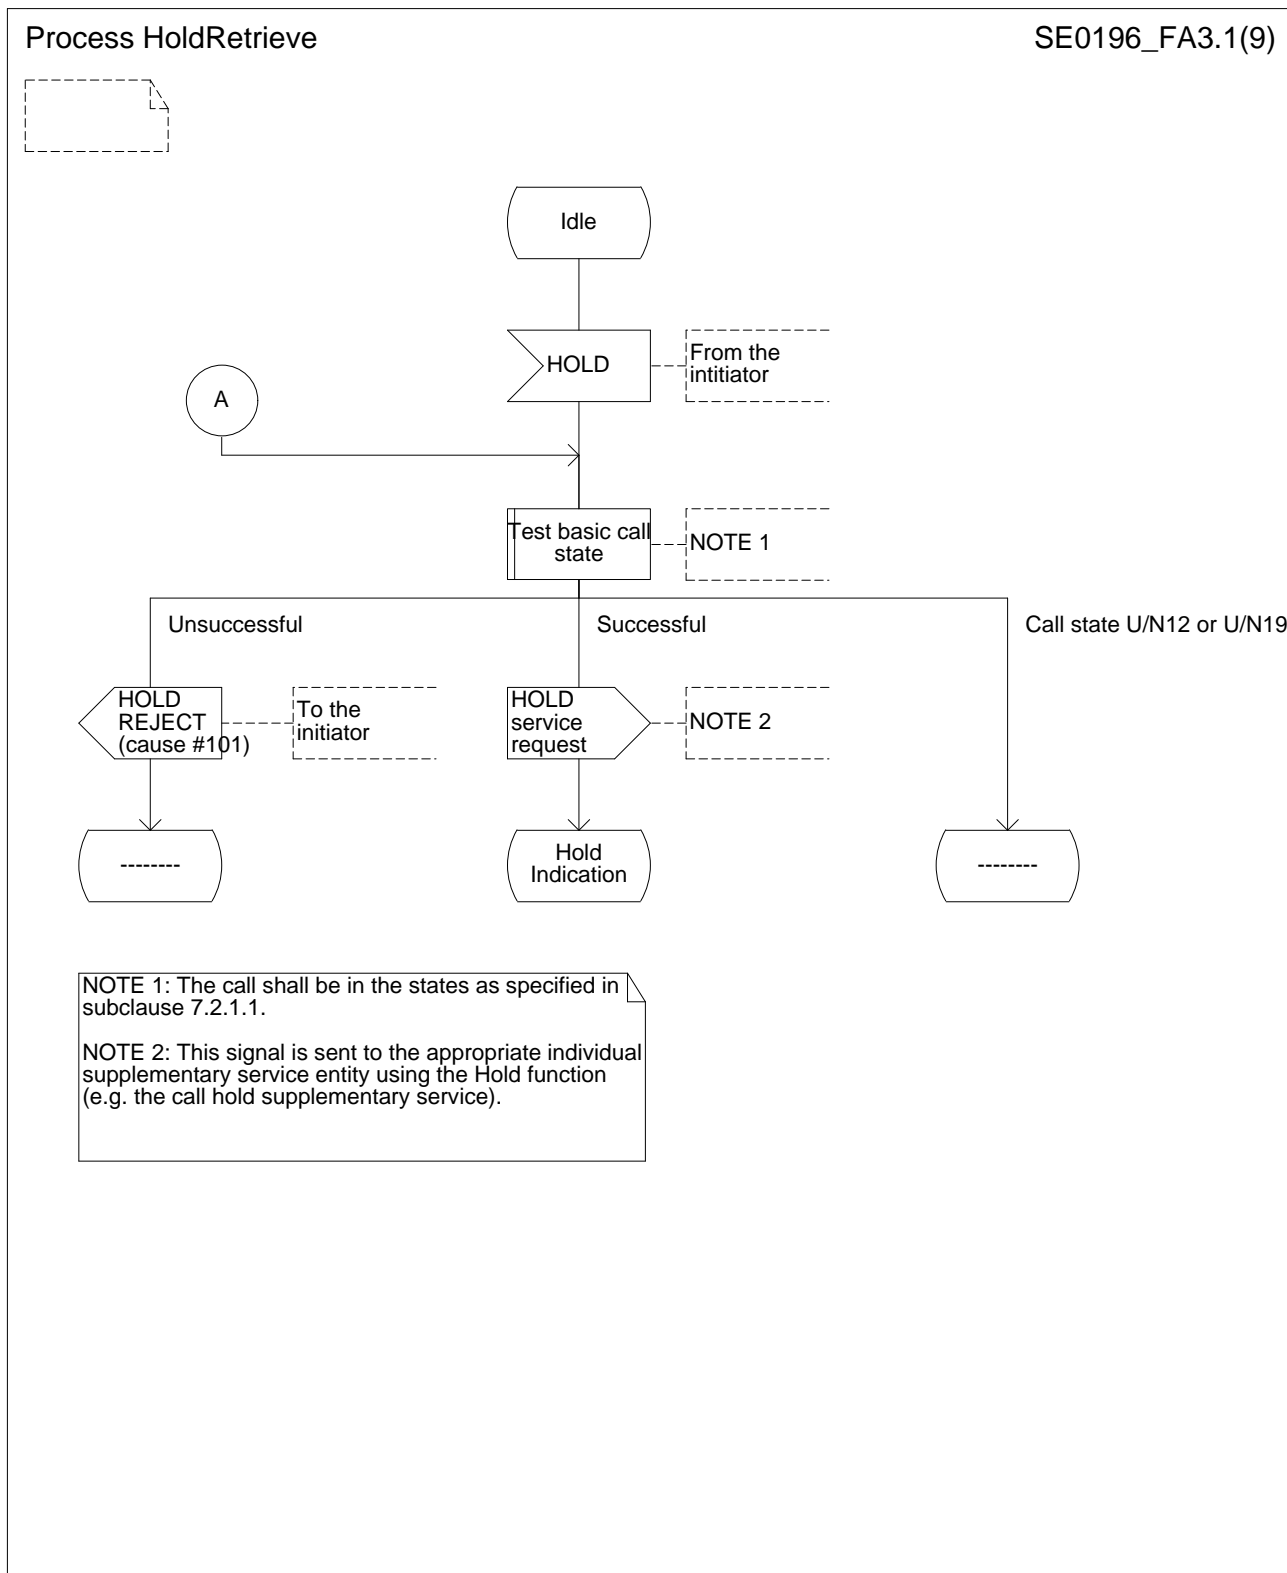 Process HoldRetrieve
SE0196_FA3.1(9)
Idle
HOLD
From the
intitiator
A
Test basic call
state
NOTE 1
Unsuccessful
Successful
Call state U/N12 or U/N19
HOLD
REJECT
(cause #101)
To the
initiator
HOLD
service
request
NOTE 2
--------
Hold
Indication
--------
NOTE 1: The call shall be in the states as specified in
subclause 7.2.1.1.
NOTE 2: This signal is sent to the appropriate individual
supplementary service entity using the Hold function
(e.g. the call hold supplementary service).